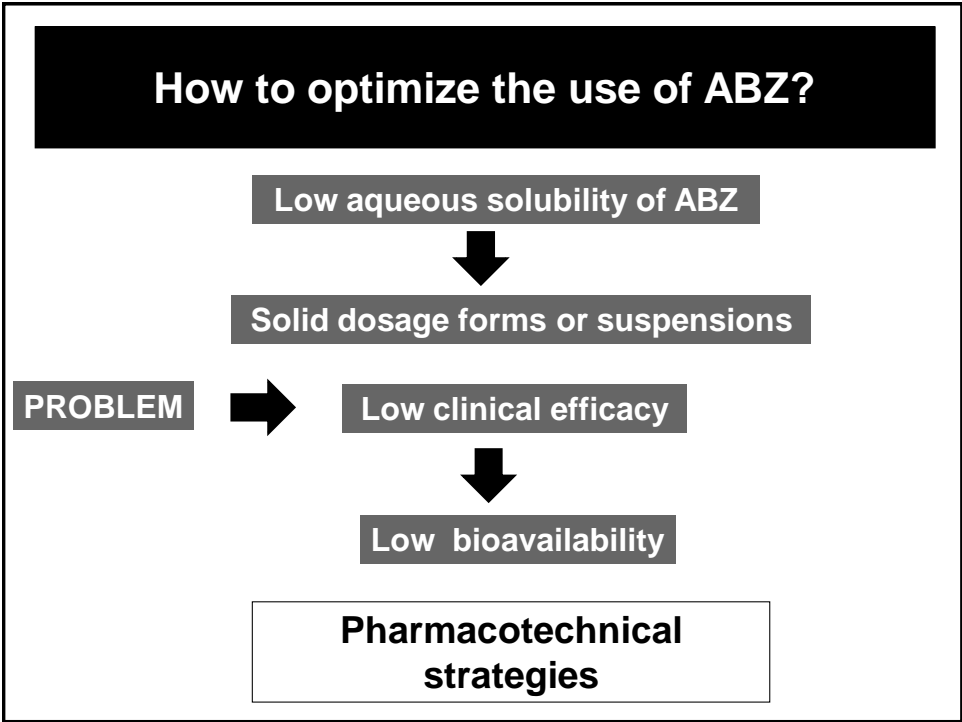 How to optimize the use of ABZ?
Low aqueous solubility of ABZ
Solid dosage forms or suspensions
PROBLEM
Low clinical efficacy
Low bioavailability
Pharmacotechnical
strategies